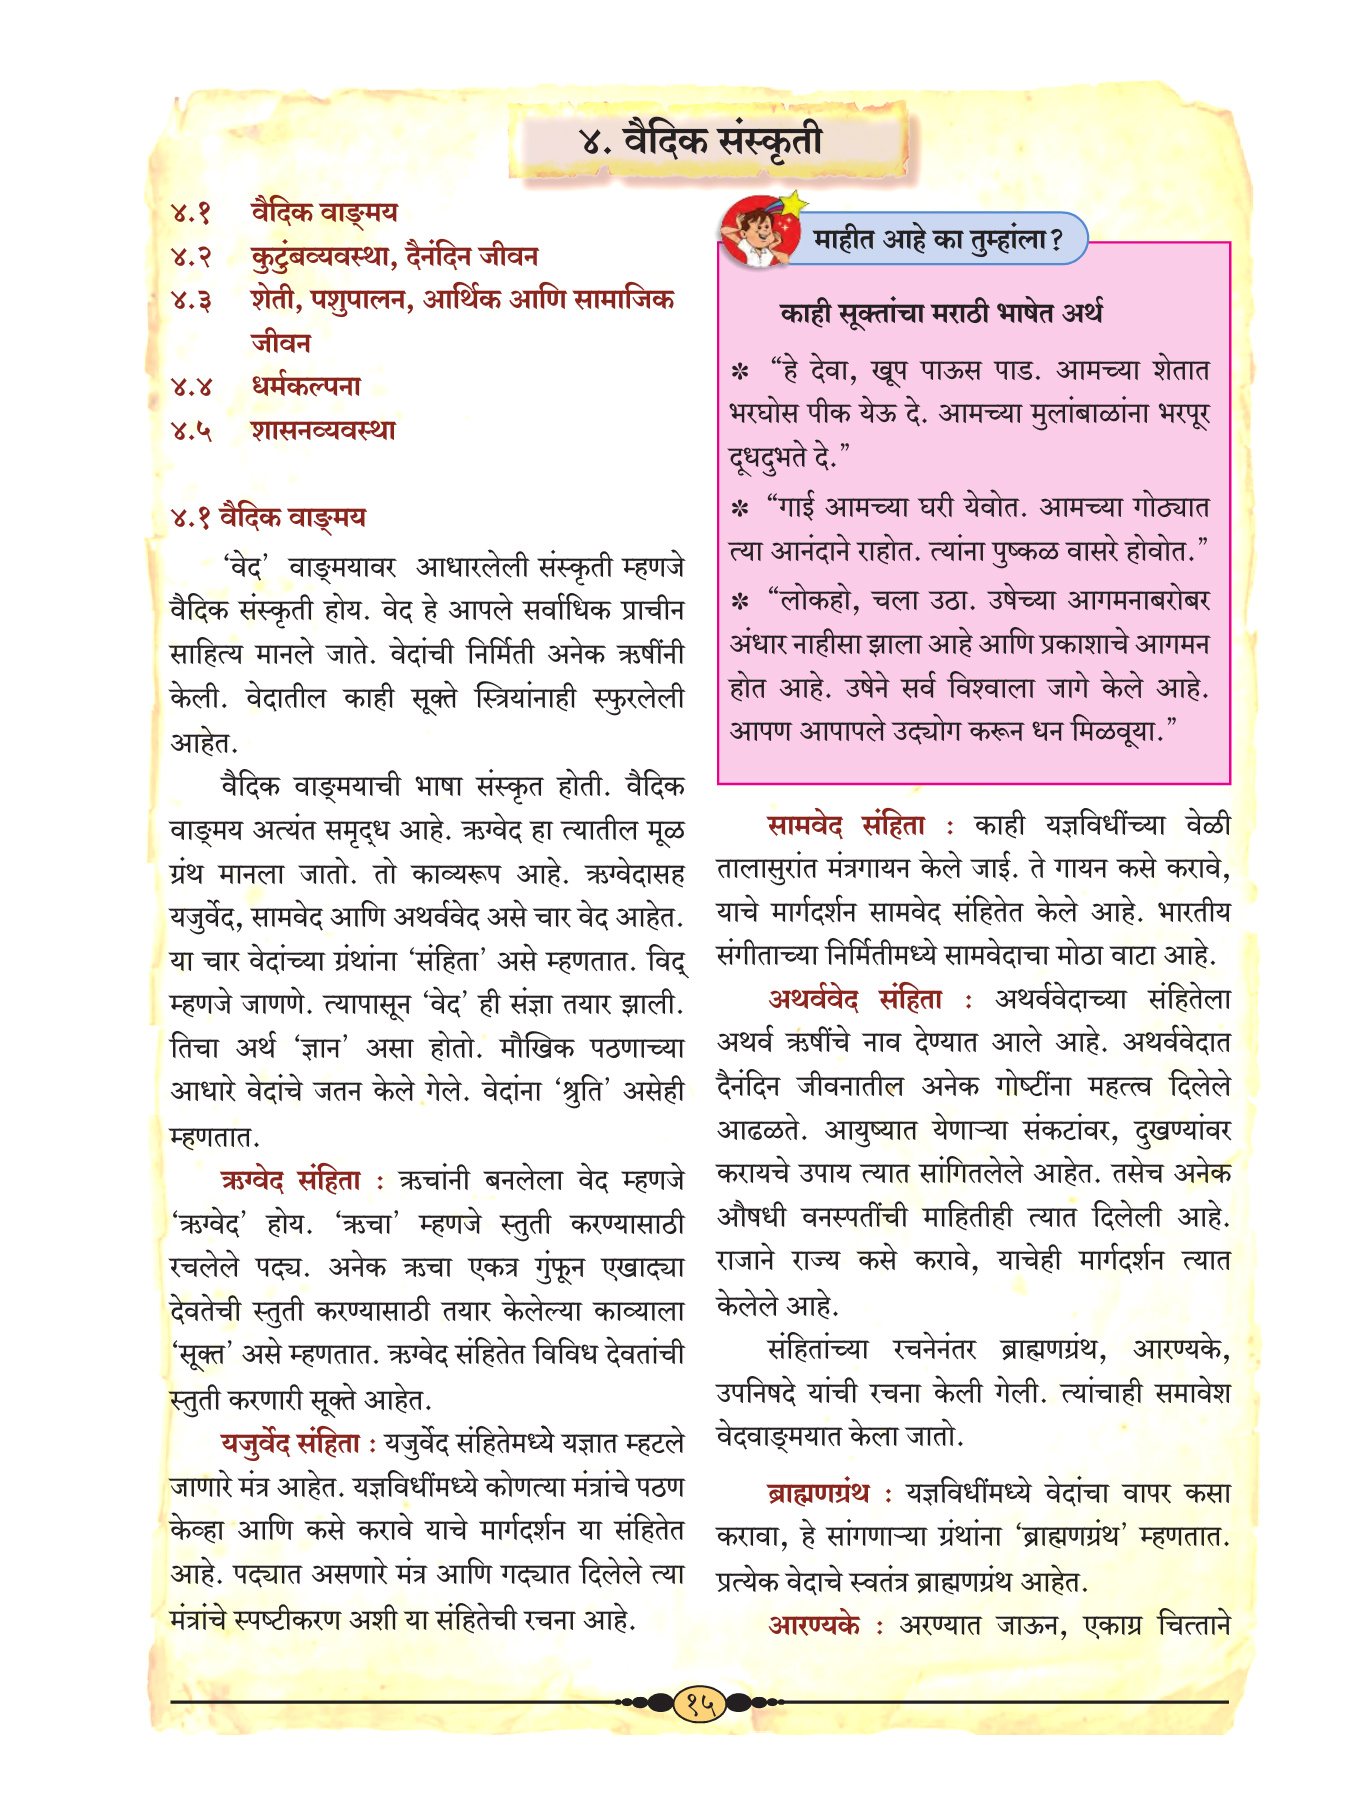 ४. वैदिक संस्कृती
४.१ वैदिक वाङ्‌मय
४.२ कुटुंबव्यवस्था, दैनंदिन जीवन
४.३ शेती, पशुपालन, आर्थिक आणि सामाजिक
जीवन
४.४ धर्मकल्पना
४.५ शासनव्यवस्था
४.१ वैदिक वाङ्‌मय
‘वेद’ वाङ्‌मयावर आधारलेली संस्कृती म्हणजे
वैदिक संस्कृती होय. वेद हे आपले सर्वाधिक प्राचीन
साहित्य मानले जाते. वेदांची निर्मिती अनेक ऋषींनी
केली. वेदातील काही सूक्ते स्त्रियांनाही स्फुरलेली
आहेत.
वैदिक वाङ्‌मयाची भाषा संस्कृत होती. वैदिक
वाङ्‌मय अत्यंत समृद्ध आहे. ऋग्वेद हा त्यातील मूळ
ग्रंथ मानला जातो. तो काव्यरूप आहे. ऋग्वेदासह
यजुर्वेद, सामवेद आणि अथर्ववेद असे चार वेद आहेत.
या चार वेदांच्या ग्रंथांना ‘संहिता’ असे म्हणतात. विद्
म्हणजे जाणणे. त्यापासून ‘वेद’ ही संज्ञा तयार झाली.
तिचा अर्थ ‘ज्ञान’ असा होतो. मौखिक पठणाच्या
आधारे वेदांचे जतन केले गेले. वेदांना ‘श्रुति’ असेही
म्हणतात.
ऋग्वेद संहिता : ऋचांनी बनलेला वेद म्हणजे
‘ऋग्वेद’ होय. ‘ऋचा’ म्हणजे स्तुती करण्यासाठी
रचलेले पद्य. अनेक ऋचा एकत्र गुंफून एखाद्या
देवतेची स्तुती करण्यासाठी तयार केलेल्या काव्याला
‘सूक्त’ असे म्हणतात. ऋग्वेद संहितेत विविध देवतांची
स्तुती करणारी सूक्ते आहेत.
यजुर्वेद संहिता : यजुर्वेद संहितेमध्ये यज्ञात म्हटले
जाणारे मंत्र आहेत. यज्ञविधींमध्ये कोणत्या मंत्रांचे पठण
केव्हा आणि कसे करावे याचे मार्गदर्शन या संहितेत
आहे. पद्यात असणारे मंत्र आणि गद्यात दिलेले त्या
मंत्रांचे स्पष्टीकरण अशी या संहितेची रचना आहे.
माहीत आहे का तुम्हांला?
काही सूक्तांचा मराठी भाषेत अर्थ
✻ “हे देवा, खूप पाऊस पाड. आमच्या शेतात
भरघोस पीक येऊ दे. आमच्या मुलांबाळांना भरपूर
दूधदुभते दे.”
✻ “गाई आमच्या घरी येवोत. आमच्या गोठ्यात
त्या आनंदाने राहोत. त्यांना पुष्कळ वासरे होवोत.”
✻ “लोकहो, चला उठा. उषेच्या आगमनाबरोबर
अंधार नाहीसा झाला आहे आणि प्रकाशाचे आगमन
होत आहे. उषेने सर्व विश्वाला जागे केले आहे.
आपण आपापले उद्योग करून धन मिळवूया.”
सामवेद संहिता : काही यज्ञविधींच्या वेळी
तालासुरांत मंत्रगायन केले जाई. ते गायन कसे करावे,
याचे मार्गदर्शन सामवेद संहितेत केले आहे. भारतीय
संगीताच्या निर्मितीमध्ये सामवेदाचा मोठा वाटा आहे.
अथर्ववेद संहिता : अथर्ववेदाच्या संहितेला
अथर्व ऋषींचे नाव देण्यात आले आहे. अथर्ववेदात
दैनंदिन जीवनातील अनेक गोष्टींना महत्त्व दिलेले
आढळते. आयुष्यात येणाऱ्या संकटांवर, दुखण्यांवर
करायचे उपाय त्यात सांगितलेले आहेत. तसेच अनेक
औषधी वनस्पतींची माहितीही त्यात दिलेली आहे.
राजाने राज्य कसे करावे, याचेही मार्गदर्शन त्यात
केलेले आहे.
संहितांच्या रचनेनंतर ब्राह्मणग्रंथ, आरण्यके,
उपनिषदे यांची रचना केली गेली. त्यांचाही समावेश
वेदवाङ्‌मयात केला जातो.
ब्राह्मणग्रंथ : यज्ञविधींमध्ये वेदांचा वापर कसा
करावा, हे सांगणाऱ्या ग्रंथांना ‘ब्राह्मणग्रंथ’ म्हणतात.
प्रत्येक वेदाचे स्वतंत्र ब्राह्मणग्रंथ आहेत.
आरण्यके : अरण्यात जाऊन, एकाग्र चित्ताने
१५